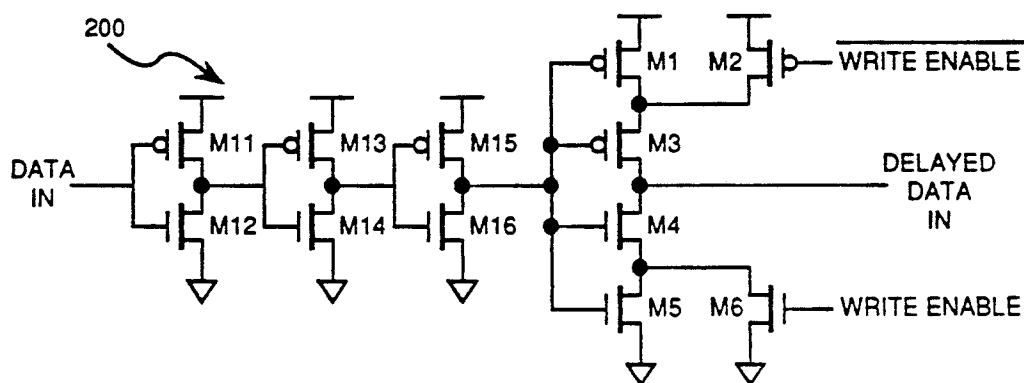 200
M1
M2
WRITE ENABLE
M11
M13
M15
M3
DATA
IN
DELAYED
DATA
IN
M12
M14
M16
M4
M5
M6
WRITE ENABLE